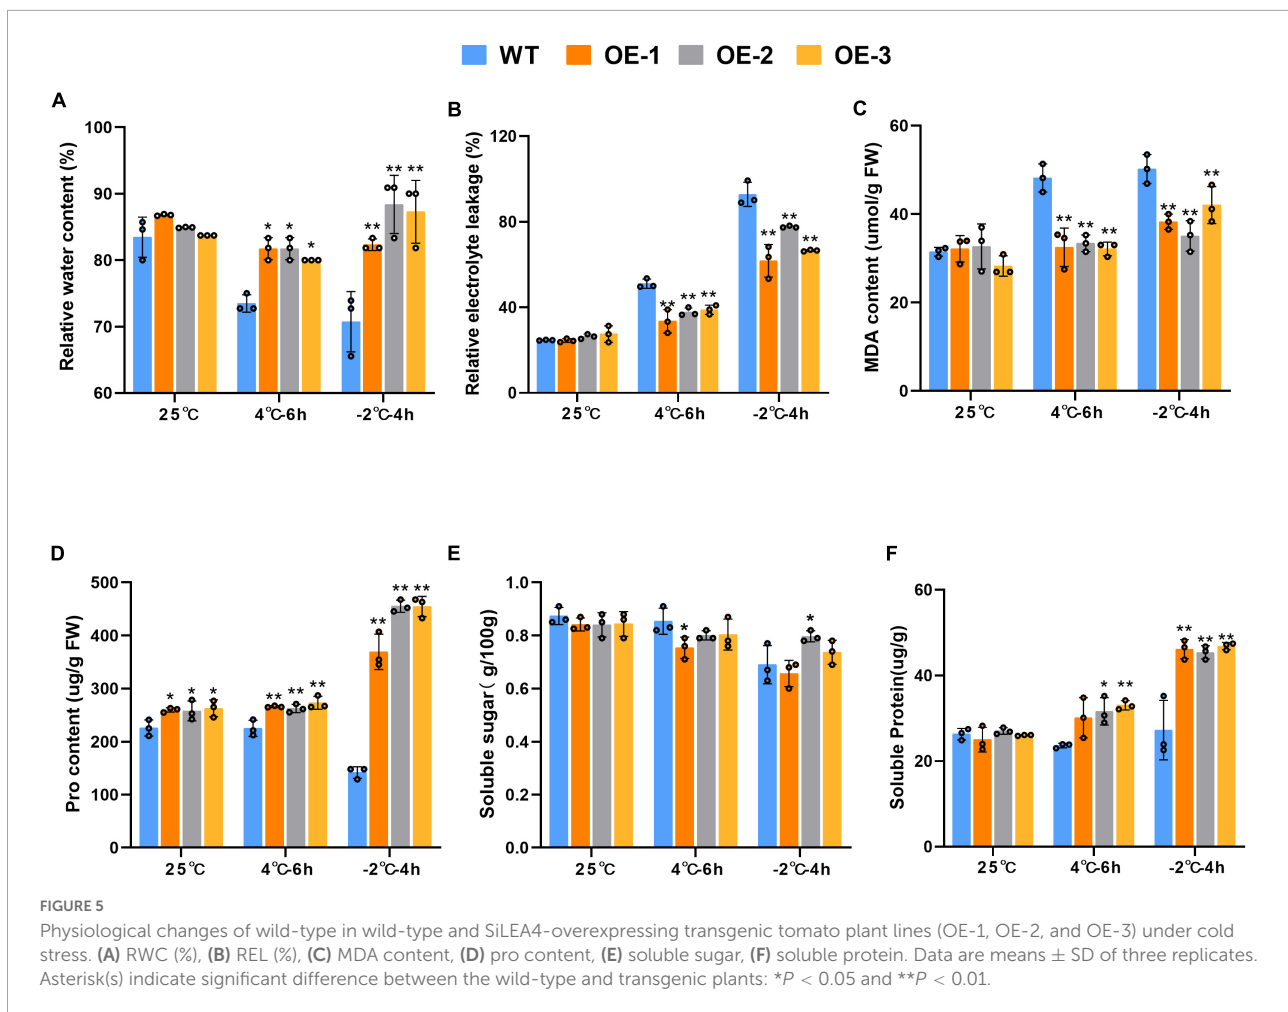 WT OE-1 OE-2 OE-3
A
Relative water content (%)
100
90
80
70
60
* * *
** ** **
25℃ 4℃-6h -2℃-4h
B
Relative electrolyte leakage (%)
120
80
40
0
** ** **
** ** **
25℃ 4℃-6h -2℃-4h
C
MDA content (umol/g FW)
60
40
20
0
** ** **
** ** **
25℃ 4℃-6h -2℃-4h
D
Pro content (ug/g FW)
500
400
300
200
100
0
* * *
** ** **
** ** **
25℃ 4℃-6h -2℃-4h
E
Soluble sugar( g/100g)
1.0
0.8
0.6
0.4
0.2
0.0
*
*
25℃ 4℃-6h -2℃-4h
F
Soluble Protein(ug/g)
60
40
20
0
* **
** ** **
25℃ 4℃-6h -2℃-4h
FIGURE 5
Physiological changes of wild-type in wild-type and SiLEA4-overexpressing transgenic tomato plant lines (OE-1, OE-2, and OE-3) under cold
stress. (A) RWC (%), (B) REL (%), (C) MDA content, (D) pro content, (E) soluble sugar, (F) soluble protein. Data are means ± SD of three replicates.
Asterisk(s) indicate significant difference between the wild-type and transgenic plants: *P < 0.05 and **P < 0.01.